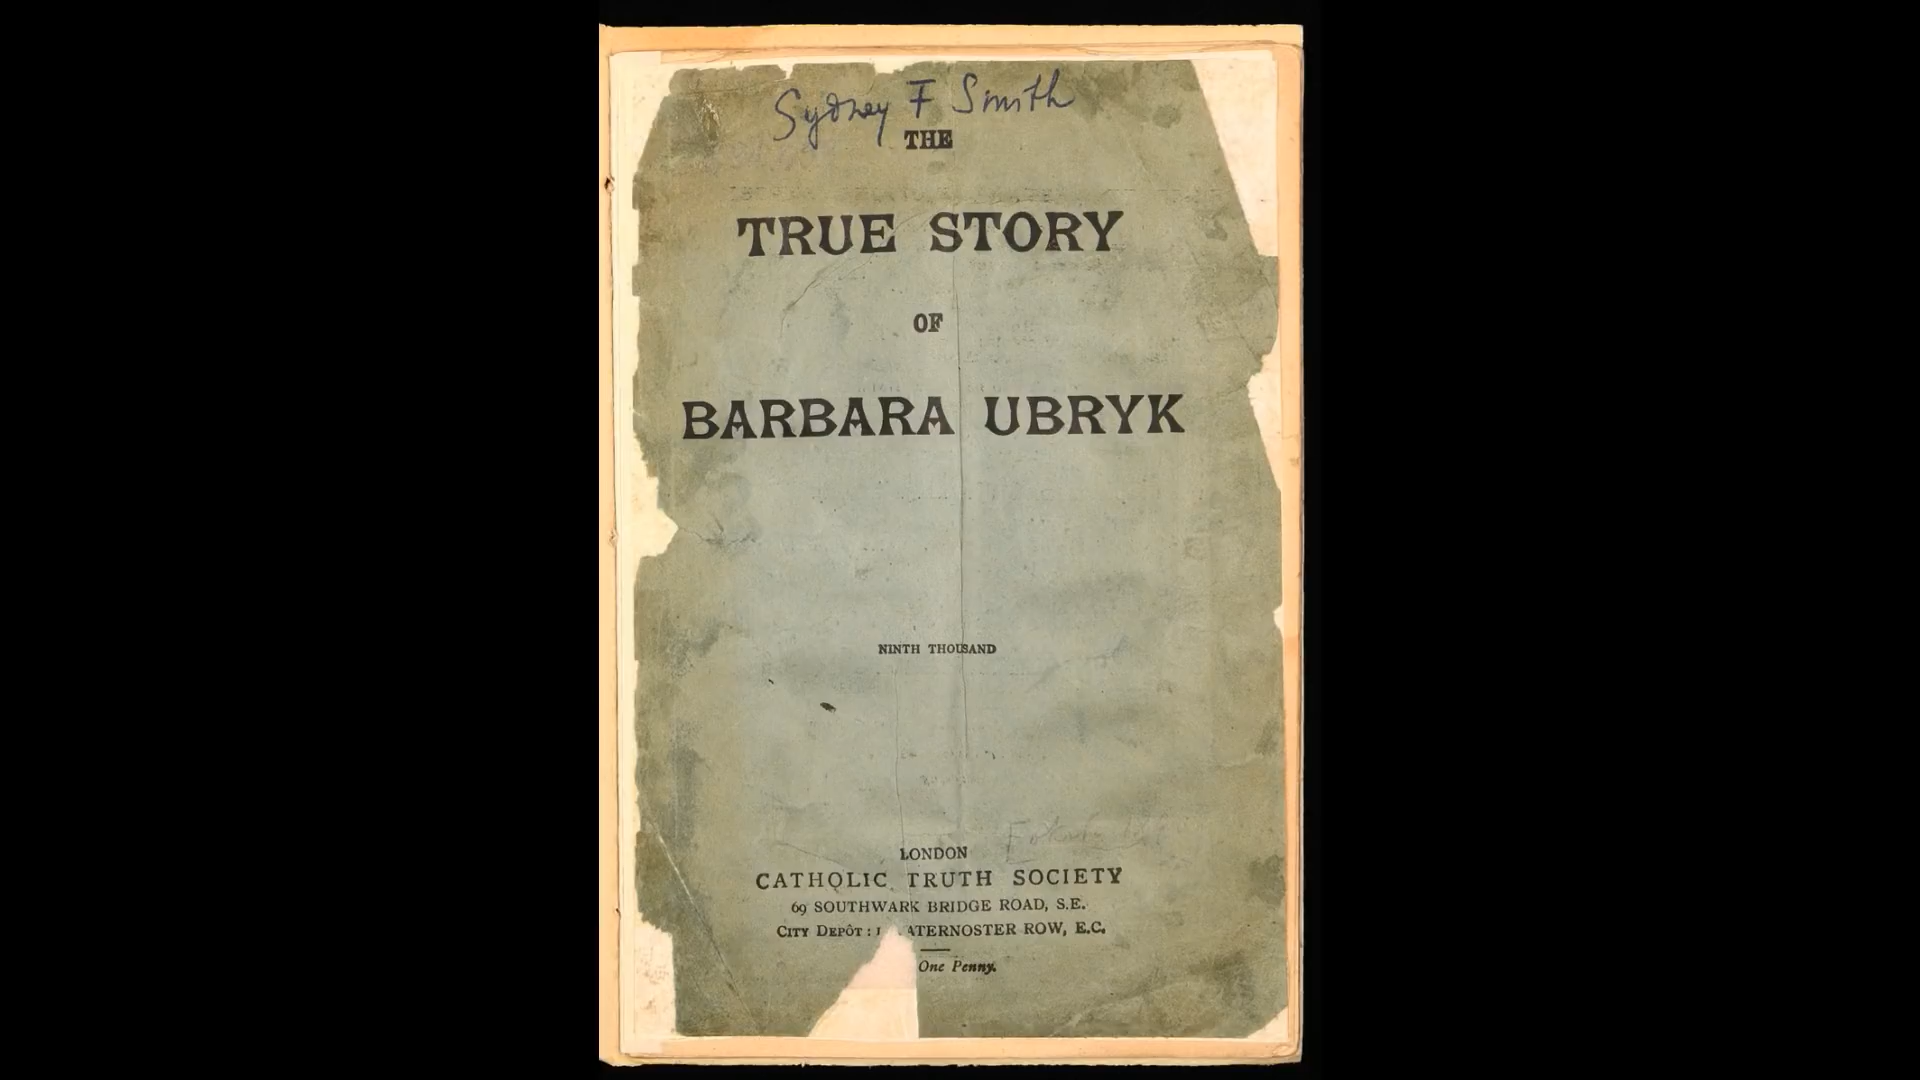 Sydney F Smith
THE
TRUE STORY
OF
BARBARA UBRYK
NINTH THOUSAND
LONDON
CATHOLIC TRUTH SOCIETY
69 SOUTHWARK BRIDGE ROAD, S.E.
CITY DEPÔT: ATERNOSTER ROW, E.C.
One Penny.